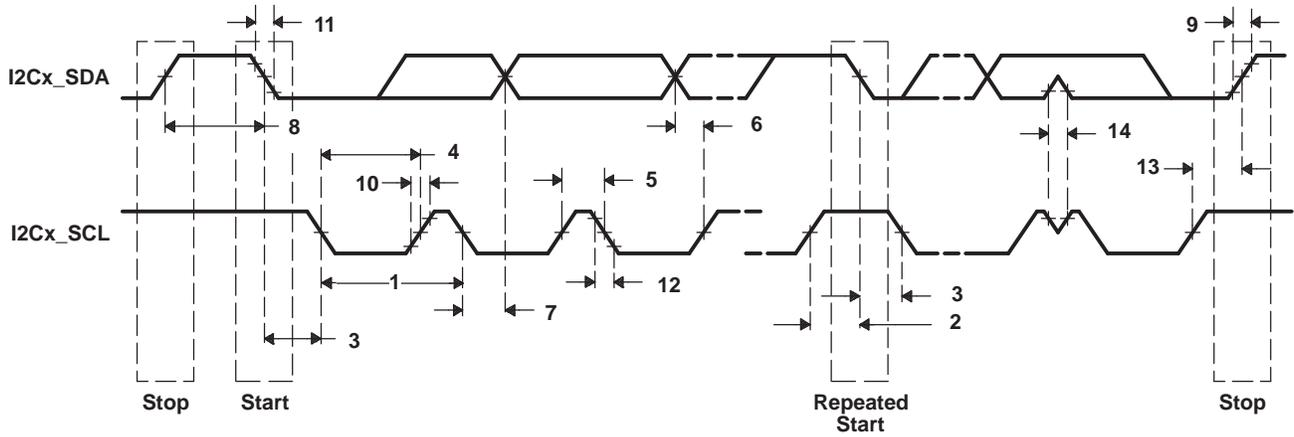 11
9
I2Cx_SDA
8
6
14
4
10
5
13
I2Cx_SCL
1
12
7
3
3
2
Stop
Start
Repeated
Start
Stop